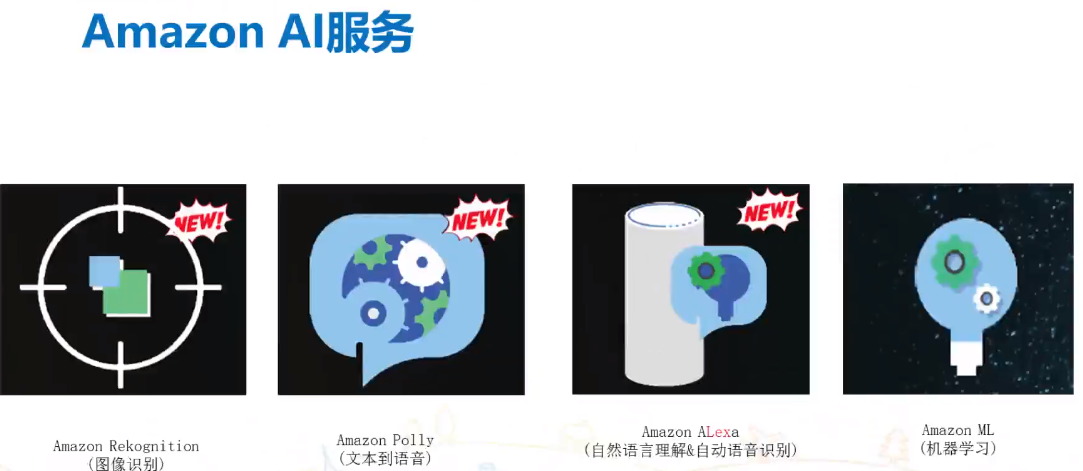 Amazon AI服务
NEW!
NEW!
NEW!
Amazon Rekognition
(图像识别)
Amazon Polly
(文本到语音)
Amazon ALexa
(自然语言理解&自动语音识别)
Amazon ML
(机器学习)